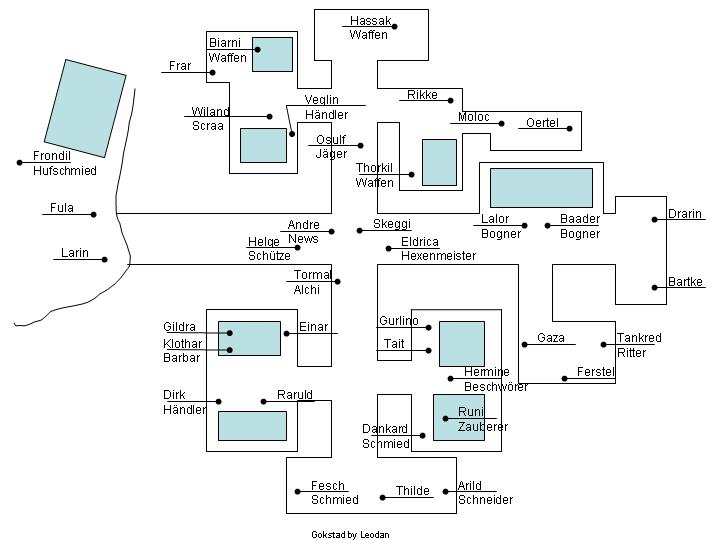 Hassak
Waffen
Biarni
Waffen
Frar
Wiland
Scraa
Veglin
Händler
Rikke
Moloc
Oertel
Osulf
Jäger
Thorkil
Waffen
Frondil
Hufschmied
Fula
Larin
Andre
News
Skeggi
Helge
Schütze
Eldrica
Hexenmeister
Lalor
Bogner
Baader
Bogner
Drarin
Bartke
Tormal
Alchi
Gildra
Klothar
Barbar
Einar
Gurlino
Tait
Gaza
Tankred
Ritter
Hermine
Beschwörer
Ferstel
Dirk
Händler
Raruld
Runi
Zauberer
Dankard
Schmied
Fesch
Schmied
Thilde
Arild
Schneider
Gokstad by Leodan